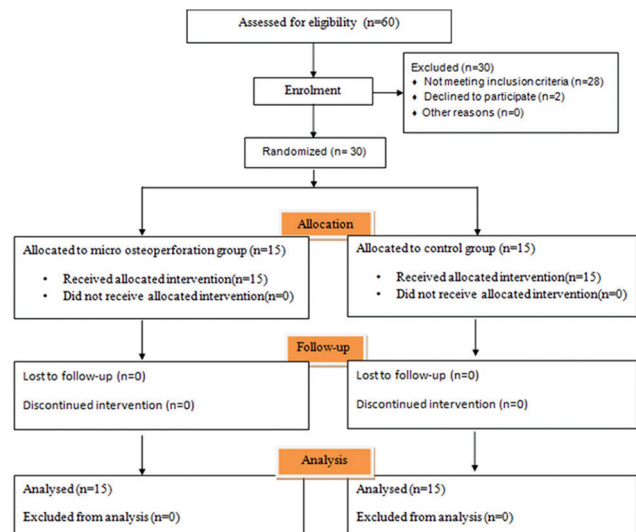 Assessed for eligibility (n=60)
Excluded (n=30)
♦ Not meeting inclusion criteria (n=28)
♦ Declined to participate (n=2)
♦ Other reasons (n=0)
Enrolment
Randomized (n= 30)
Allocation
Allocated to micro osteoperforation group (n=15)
• Received allocated intervention(n=15)
• Did not receive allocated intervention(n=0)
Allocated to control group (n=15)
• Received allocated intervention(n=15)
• Did not receive allocated intervention(n=0)
Follow-up
Lost to follow-up (n=0)
Discontinued intervention (n=0)
Lost to follow-up (n=0)
Discontinued intervention (n=0)
Analysis
Analysed (n=15)
Excluded from analysis (n=0)
Analysed (n=15)
Excluded from analysis (n=0)